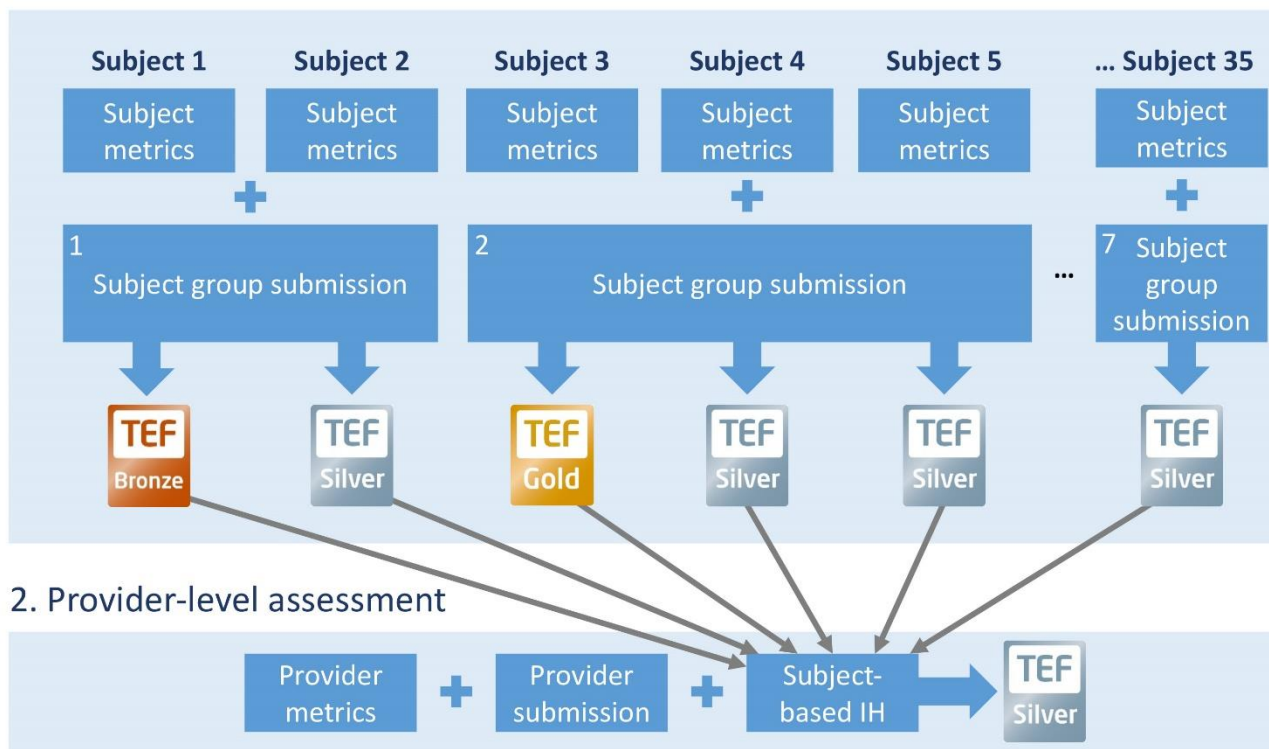 Subject 1 Subject 2 Subject 3 Subject 4 Subject 5 ... Subject 35
Subject metrics
Subject metrics
Subject metrics
Subject metrics
Subject metrics
Subject metrics
+ + +
1 Subject group submission
2 Subject group submission
...
7 Subject
group
submission
TEF Bronze
TEF Silver
TEF Gold
TEF Silver
TEF Silver
TEF Silver
2. Provider-level assessment
Provider
metrics
+
Provider
submission
+
Subject-
based IH
TEF
Silver